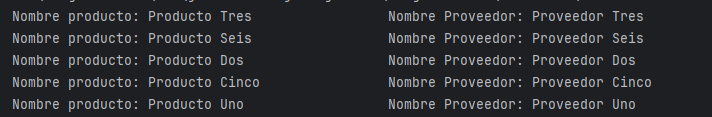 Nombre producto: Producto Tres Nombre Proveedor: Proveedor Tres
Nombre producto: Producto Seis Nombre Proveedor: Proveedor Seis
Nombre producto: Producto Dos Nombre Proveedor: Proveedor Dos
Nombre producto: Producto Cinco Nombre Proveedor: Proveedor Cinco
Nombre producto: Producto Uno Nombre Proveedor: Proveedor Uno